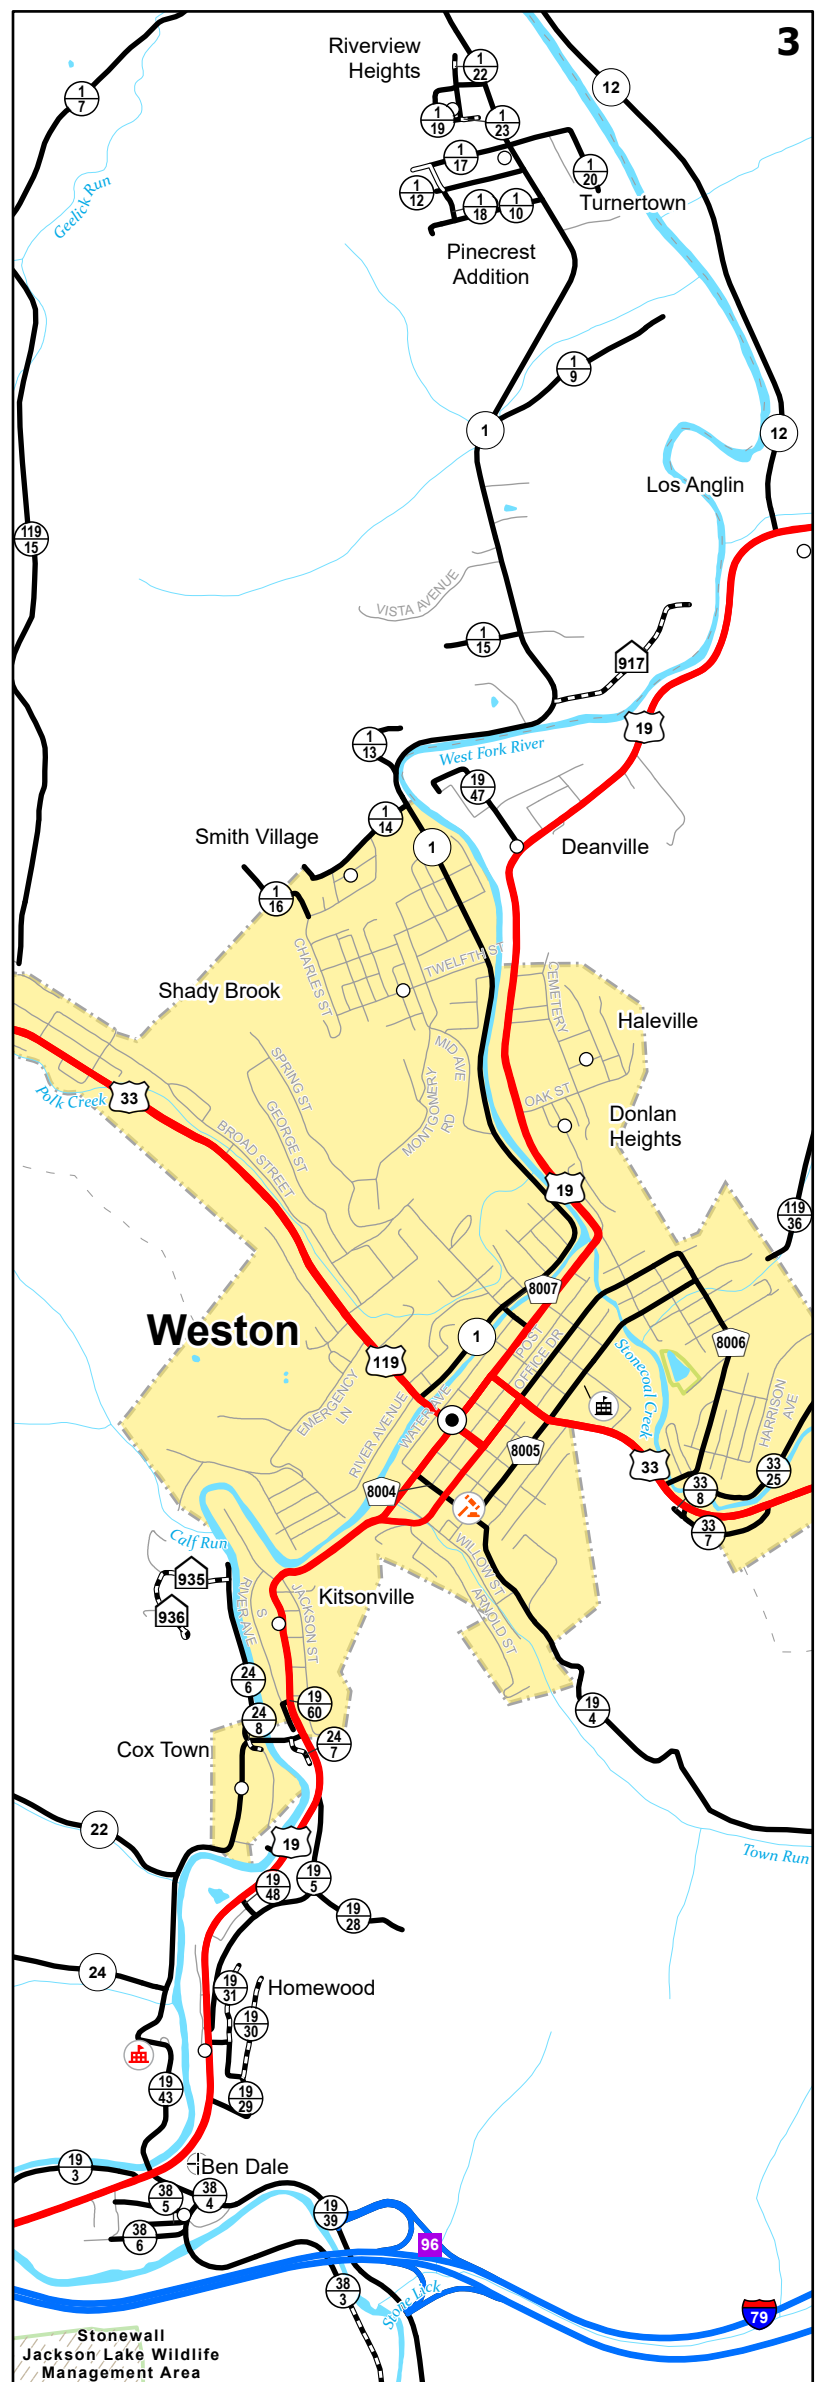 3
Riverview
Heights
1
22
12
1
7
1
19
1
23
1
17
1
20
1
12
1
18
1
10
Turnertown
Geelick Run
Pinecrest
Addition
1
9
1
12
Los Anglin
119
15
VISTA AVENUE
1
15
917
19
1
13
West Fork River
19
47
1
14
Smith Village
1
Deanville
1
16
CHARLES ST
TWELFTH ST
CEMETERY
Shady Brook
Haleville
MID AVE
SPRING ST
Polk Creek
33
MONTGOMERY
RD
OAK ST
Donlan
Heights
GEORGE ST
BROAD STREET
19
119
36
8007
Weston
1
POST
OFFICE DR
8006
Stonecoal Creek
119
EMERGENCY
LN
RIVER AVENUE
WATER AVE
HARRISON
AVE
8005
33
33
25
8004
33
8
33
7
Calf Run
WILLOW ST
935
RIVER AVE
S
JACKSON ST
Kitsonville
ARNOLD ST
936
24
6
19
60
19
4
24
8
24
7
Cox Town
22
19
Town Run
19
5
19
48
19
28
24
19
31
Homewood
19
30
19
43
19
29
19
3
Ben Dale
38
5
38
4
19
39
38
6
96
38
3
Stone Lick
79
Stonewall
Jackson Lake Wildlife
Management Area